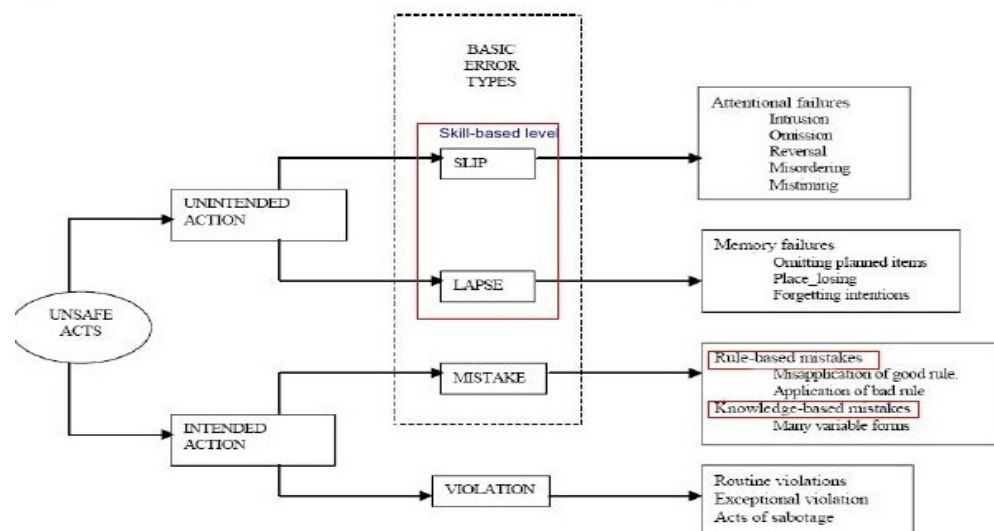 BASIC
ERROR
TYPES
Skill-based level
SLIP
Attentional failures
Intrusion
Omission
Reversal
Misordering
Mistiming
UNINTENDED
ACTION
LAPSE
Memory failures
Omitting planned items
Place_losing
Forgetting intentions
UNSAFE
ACTS
MISTAKE
Rule-based mistakes
Misapplication of good rule.
Application of bad rule
Knowledge-based mistakes
Many variable forms
INTENDED
ACTION
VIOLATION
Routine violations
Exceptional violation
Acts of sabotage